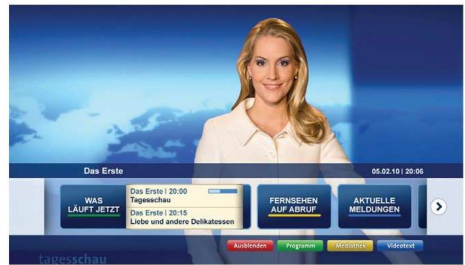 Das Erste
05.02.10 | 20:06
WAS
LÄUFT JETZT
Das Erste | 20:00
Tagesschau
Das Erste | 20:15
Liebe und andere Delikatessen
FERNSEHEN
AUF ABRUF
AKTUELLE
MELDUNGEN
Ausblenden
Programm
Mediathek
Videotext
tagesschau